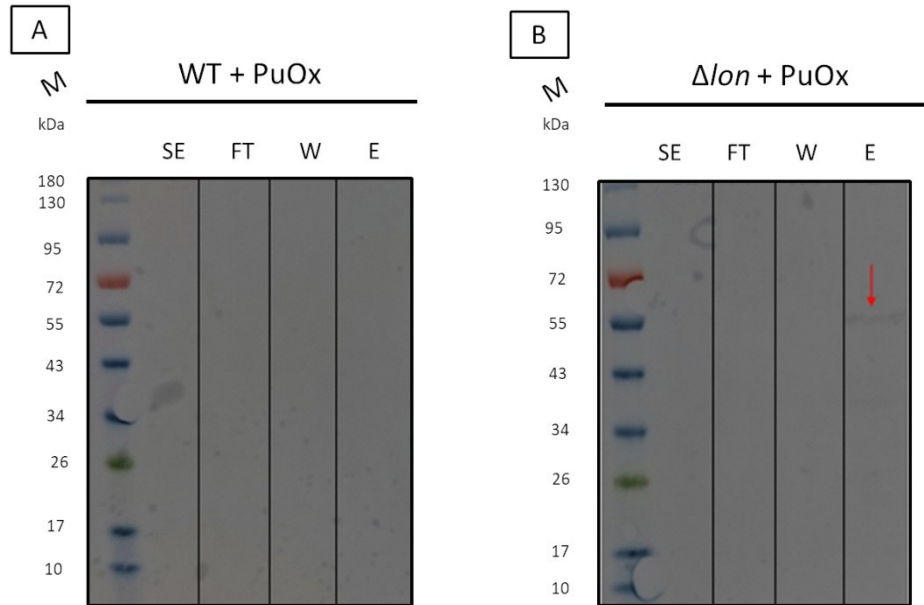 A
WT + PuOx
M
kDa
SE FT W E
180
130
95
72
55
43
34
26
17
10
B
Δlon + PuOx
M
kDa
SE FT W E
130
95
72
55
43
34
26
17
10